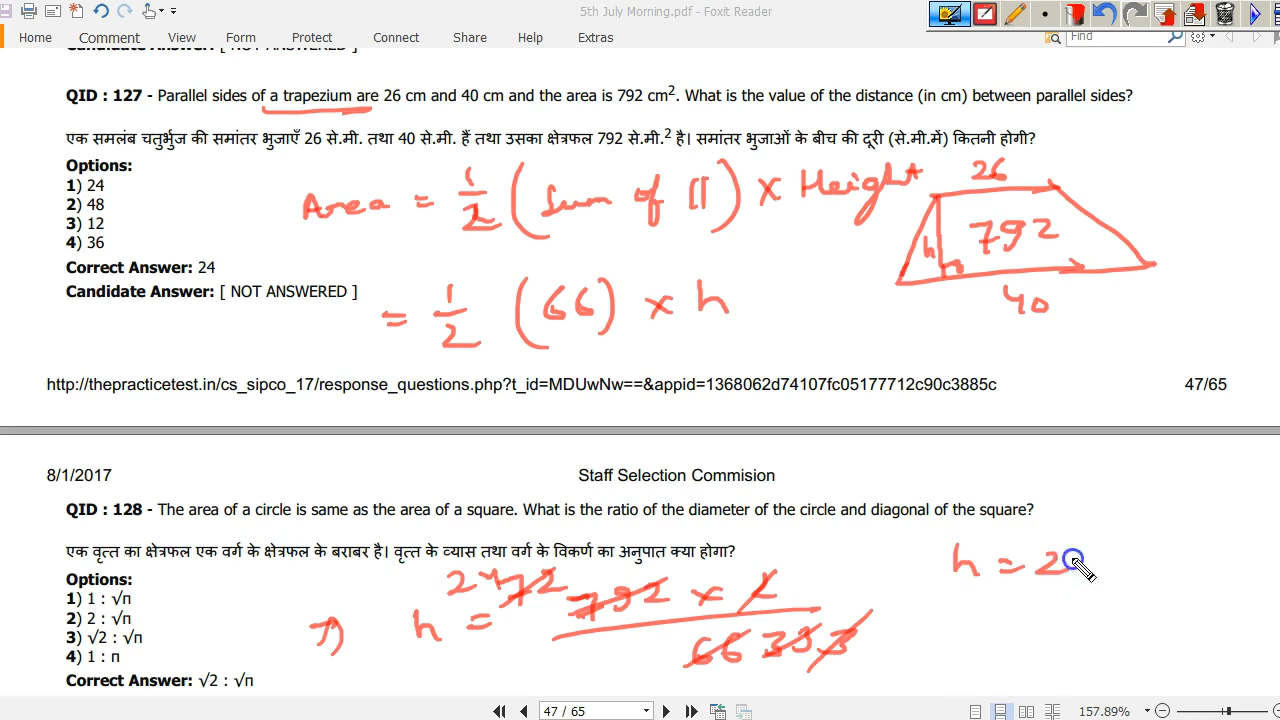 5th July Morning.pdf - Foxit Reader
Home Comment View Form Protect Connect Share Help Extras
Find
Candidate Answer: [ NOT ANSWERED ]
QID : 127 - Parallel sides of a trapezium are 26 cm and 40 cm and the area is 792 cm². What is the value of the distance (in cm) between parallel sides?
एक समलंब चतुर्भुज की समांतर भुजाएँ 26 से.मी. तथा 40 से.मी. हैं तथा उसका क्षेत्रफल 792 से.मी.² है। समांतर भुजाओं के बीच की दूरी (से.मी.में) कितनी होगी?
Options:
1) 24
2) 48
3) 12
4) 36
Correct Answer: 24
Candidate Answer: [ NOT ANSWERED ]
Area = 1/2 (Sum of ||) × Height
26
792
h
40
= 1/2 (66) × h
http://thepracticetest.in/cs_sipco_17/response_questions.php?t_id=MDUwNw==&appid=1368062d74107fc05177712c90c3885c 47/65
8/1/2017 Staff Selection Commision
QID : 128 - The area of a circle is same as the area of a square. What is the ratio of the diameter of the circle and diagonal of the square?
एक वृत्त का क्षेत्रफल एक वर्ग के क्षेत्रफल के बराबर है। वृत्त के व्यास तथा वर्ग के विकर्ण का अनुपात क्या होगा?
Options:
1) 1 : √п
2) 2 : √п
3) √2 : √п
4) 1 : п
Correct Answer: √2 : √п
24 72 792 × 2
⇒ h =
66 33 3
h = 2
47 / 65
157.89%